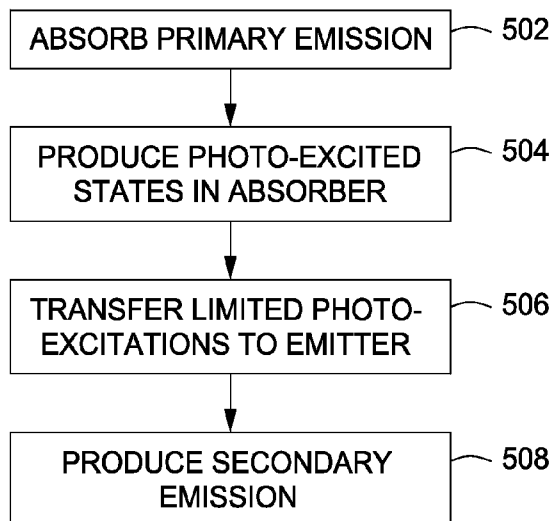 ABSORB PRIMARY EMISSION 502
PRODUCE PHOTO-EXCITED 504
STATES IN ABSORBER
TRANSFER LIMITED PHOTO- 506
EXCITATIONS TO EMITTER
PRODUCE SECONDARY 508
EMISSION